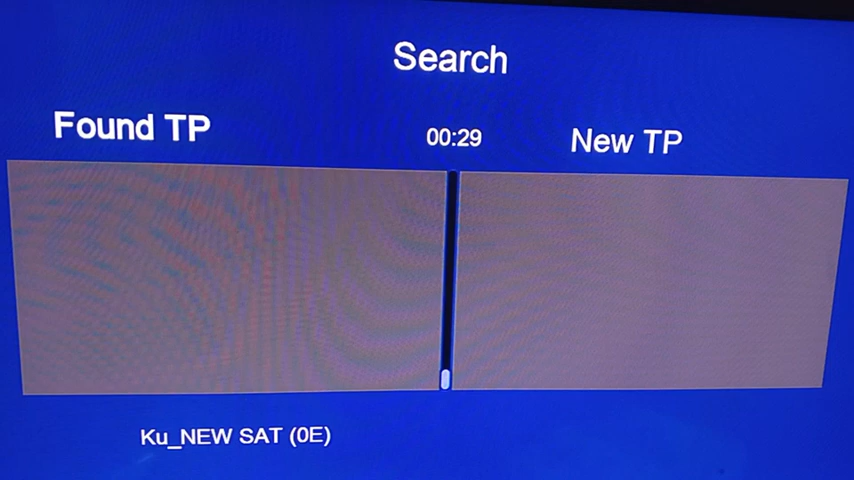 Search
Found TP
00:29
New TP
Ku_NEW SAT (0E)